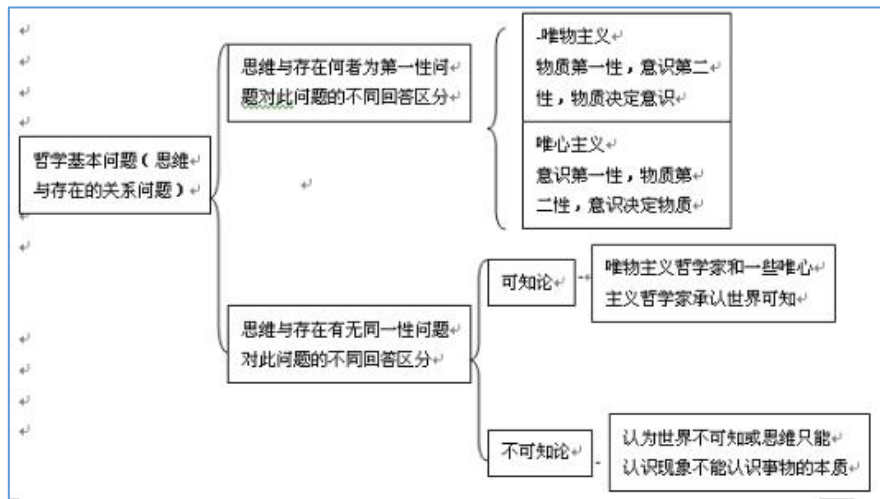 哲学基本问题（思维
与存在的关系问题）
思维与存在何者为第一性问
题对此问题的不同回答区分
-唯物主义
物质第一性，意识第二
性，物质决定意识
唯心主义
意识第一性，物质第
二性，意识决定物质
思维与存在有无同一性问题
对此问题的不同回答区分
可知论
唯物主义哲学家和一些唯心
主义哲学家承认世界可知
不可知论
认为世界不可知或思维只能
认识现象不能认识事物的本质